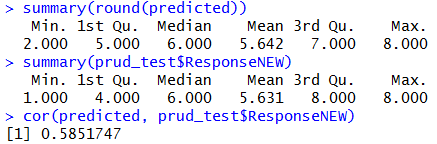 > summary(round(predicted))
   Min. 1st Qu.  Median    Mean 3rd Qu.    Max.
  2.000   5.000   6.000   5.642   7.000   8.000
> summary(prud_test$ResponseNEW)
   Min. 1st Qu.  Median    Mean 3rd Qu.    Max.
  1.000   4.000   6.000   5.631   8.000   8.000
> cor(predicted, prud_test$ResponseNEW)
[1] 0.5851747